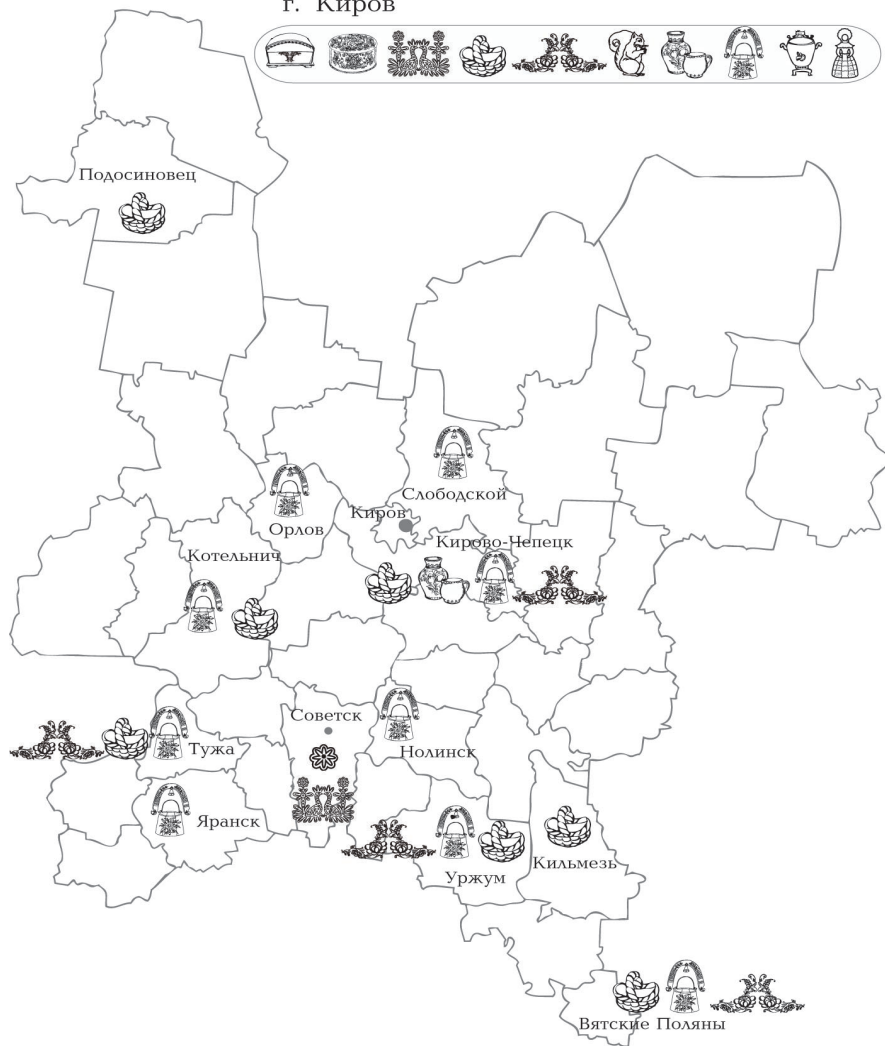 г. Киров
Подосиновец
Слободской
Орлов
Киров
Кирово-Чепецк
Котельнич
Советск
Тужа
Нолинск
Яранск
Уржум
Кильмезь
Вятские Поляны